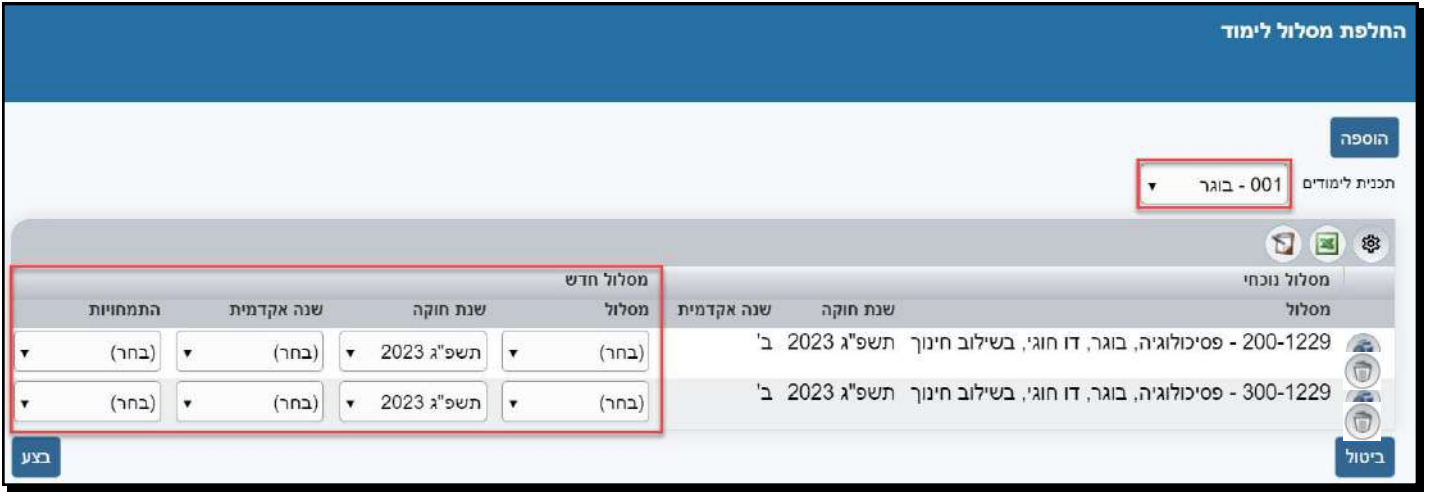 החלפת מסלול לימוד
הוספה
תכנית לימודים 001 - בוגר
מסלול נוכחי מסלול חדש
מסלול שנת חוקה שנה אקדמית מסלול שנת חוקה שנה אקדמית התמחויות
200-1229 - פסיכולוגיה, בוגר, דו חוגי, בשילוב חינוך תשפ"ג 2023 ב' (בחר) תשפ"ג 2023 (בחר) (בחר)
300-1229 - פסיכולוגיה, בוגר, דו חוגי, בשילוב חינוך תשפ"ג 2023 ב' (בחר) תשפ"ג 2023 (בחר) (בחר)
ביטול בצע